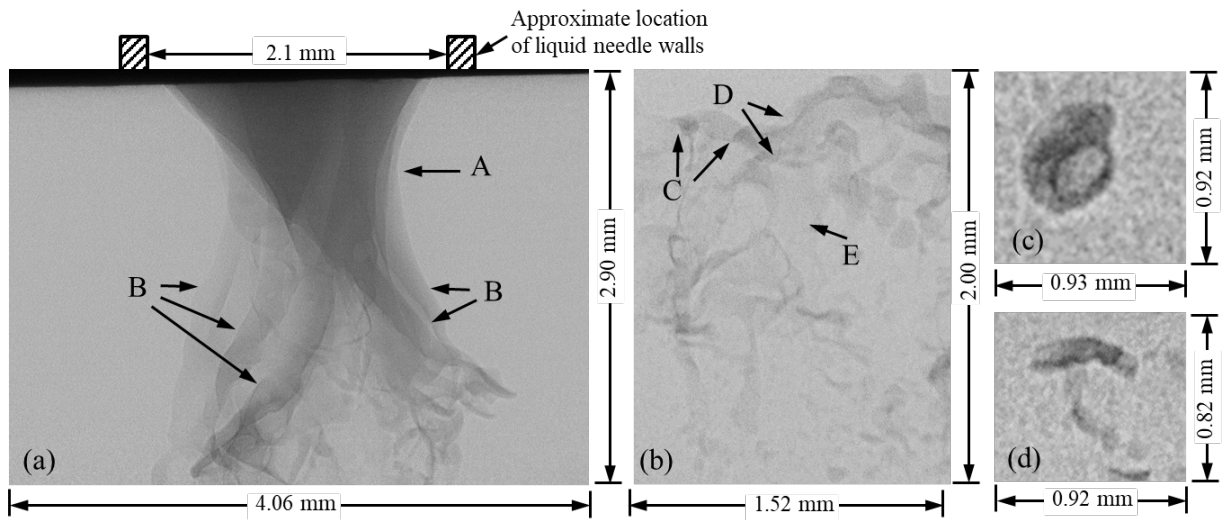 Approximate location
of liquid needle walls
2.1 mm
A
B
B
(a)
2.90 mm
4.06 mm
D
C
E
(b)
2.00 mm
1.52 mm
(c)
0.92 mm
0.93 mm
(d)
0.82 mm
0.92 mm